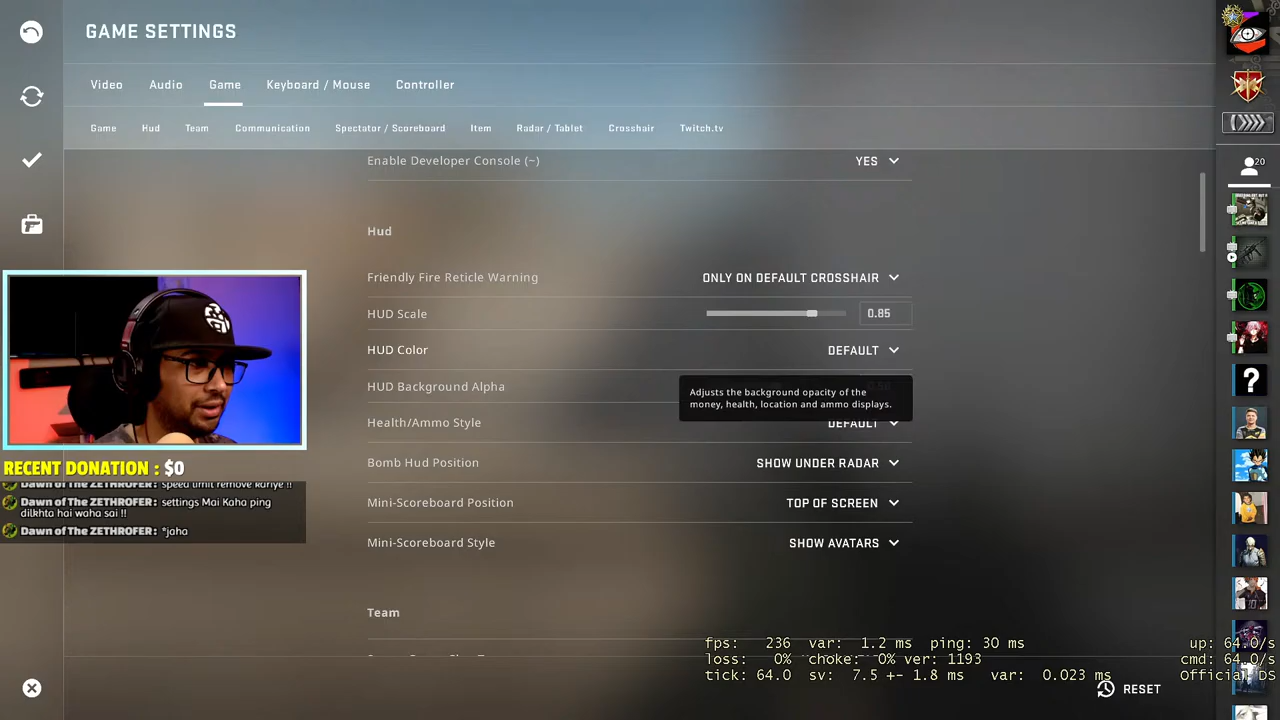 GAME SETTINGS
Video Audio Game Keyboard / Mouse Controller
Game Hud Team Communication Spectator / Scoreboard Item Radar / Tablet Crosshair Twitch.tv
20
Enable Developer Console (~) YES
Hud
Friendly Fire Reticle Warning ONLY ON DEFAULT CROSSHAIR
HUD Scale 0.85
HUD Color DEFAULT
HUD Background Alpha
Adjusts the background opacity of the
money, health, location and ammo displays.
Health/Ammo Style DEFAULT
Bomb Hud Position SHOW UNDER RADAR
Mini-Scoreboard Position TOP OF SCREEN
Mini-Scoreboard Style SHOW AVATARS
Team
RECENT DONATION : $0
Dawn of The ZETHROFER: speed limit remove kariye !!
Dawn of The ZETHROFER: settings Mai Kaha ping
dilkhta hai waha sai !!
Dawn of The ZETHROFER: *jaha
fps: 236 var: 1.2 ms ping: 30 ms up: 64.0/s
loss: 0% choke: 0% ver: 1193 cmd: 64.0/s
tick: 64.0 sv: 7.5 +- 1.8 ms var: 0.023 ms Official DS
RESET